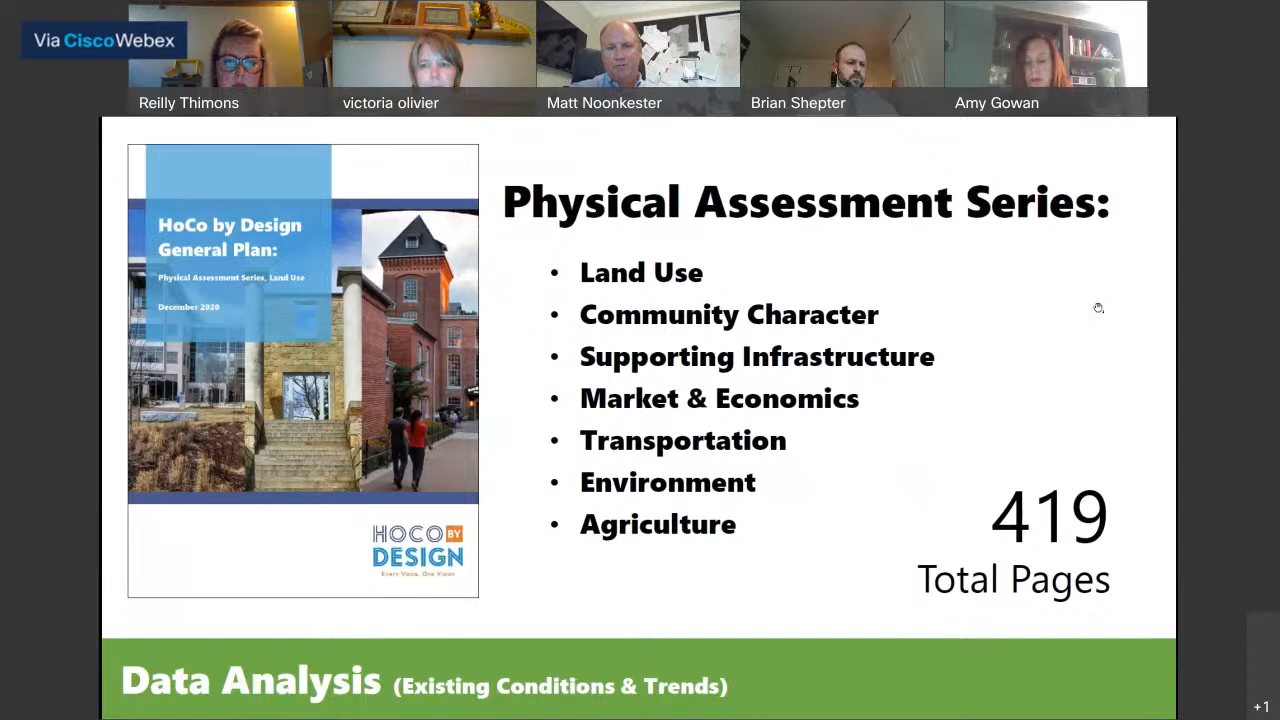 Via Cisco Webex
Reilly Thimons
victoria olivier
Matt Noonkester
Brian Shepter
Amy Gowan
HoCo by Design
General Plan:
Physical Assessment Series, Land Use
December 2020
HOCO BY
DESIGN
Every Voice, One Vision
Physical Assessment Series:
• Land Use
• Community Character
• Supporting Infrastructure
• Market & Economics
• Transportation
• Environment
• Agriculture
419
Total Pages
Data Analysis (Existing Conditions & Trends)
+1